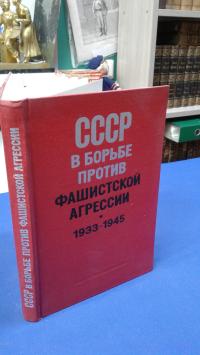 СССР
В БОРЬБЕ
ПРОТИВ
ФАШИСТСКОЙ
АГРЕССИИ
1933-1945
СССР В БОРЬБЕ ПРОТИВ ФАШИСТСКОЙ АГРЕССИИ